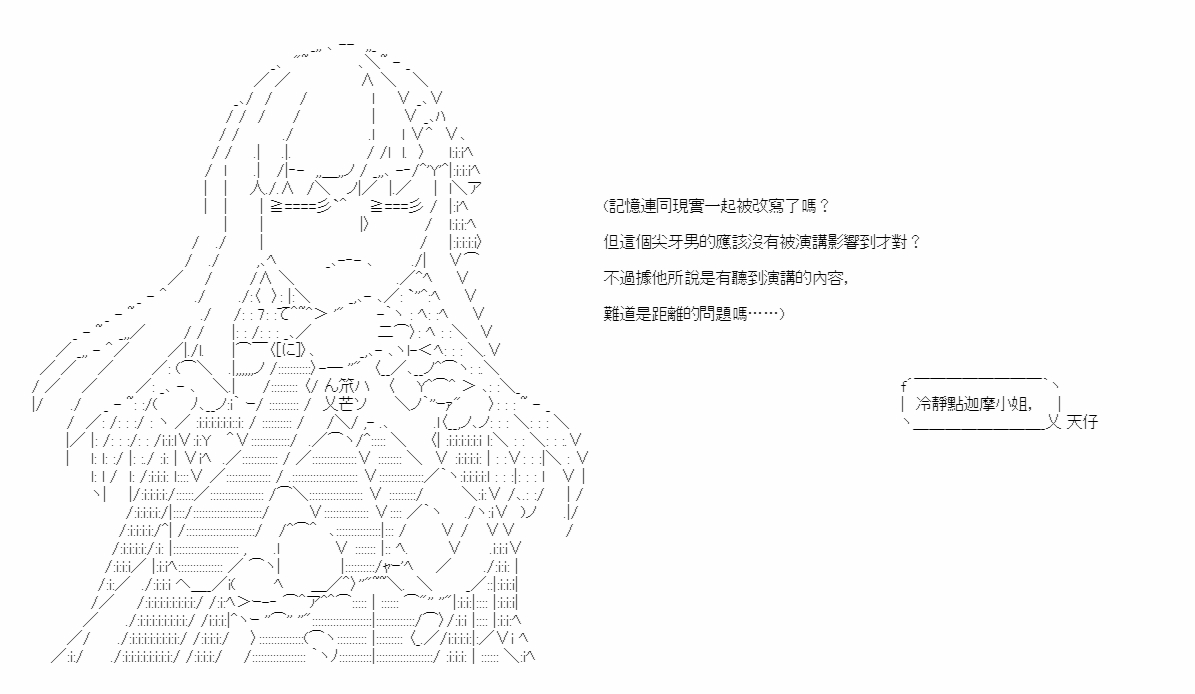 (記憶連同現實一起被改寫了嗎？
但這個尖牙男的應該沒有被演講影響到才對？
不過據他所說是有聽到演講的內容,
難道是距離的問題嗎……)
冷靜點迦摩小姐,
天仔